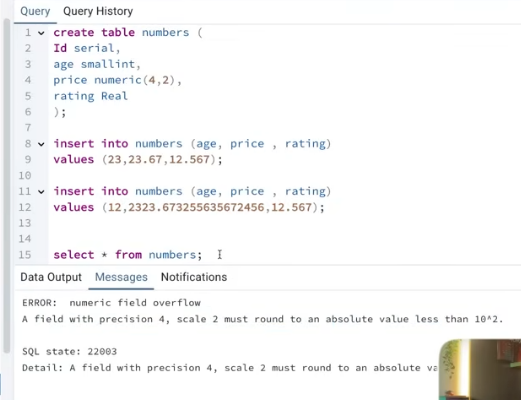 Query Query History
1 create table numbers (
2 Id serial,
3 age smallint,
4 price numeric(4,2),
5 rating Real
6 );
7
8 insert into numbers (age, price , rating)
9 values (23,23.67,12.567);
10
11 insert into numbers (age, price , rating)
12 values (12,2323.673255635672456,12.567);
13
14
15 select * from numbers;
Data Output Messages Notifications
ERROR: numeric field overflow
A field with precision 4, scale 2 must round to an absolute value less than 10^2.
SQL state: 22003
Detail: A field with precision 4, scale 2 must round to an absolute va